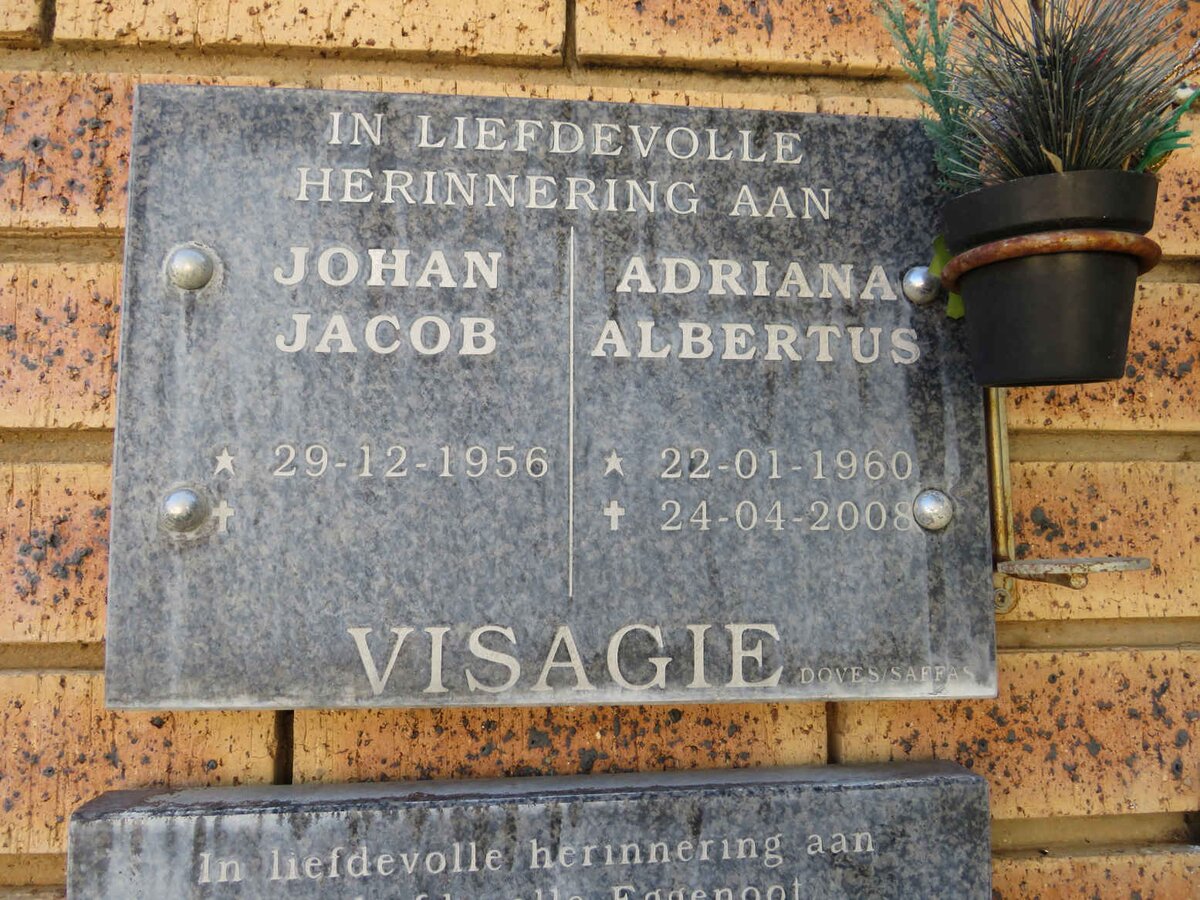 IN LIEFDEVOLLE
HERINNERING AAN
JOHAN
JACOB
29-12-1956
ADRIANA
ALBERTUS
22-01-1960
24-04-2008
VISAGIE
DOVES/SAFFAS
In liefdevolle herinnering aan
Eggenoot